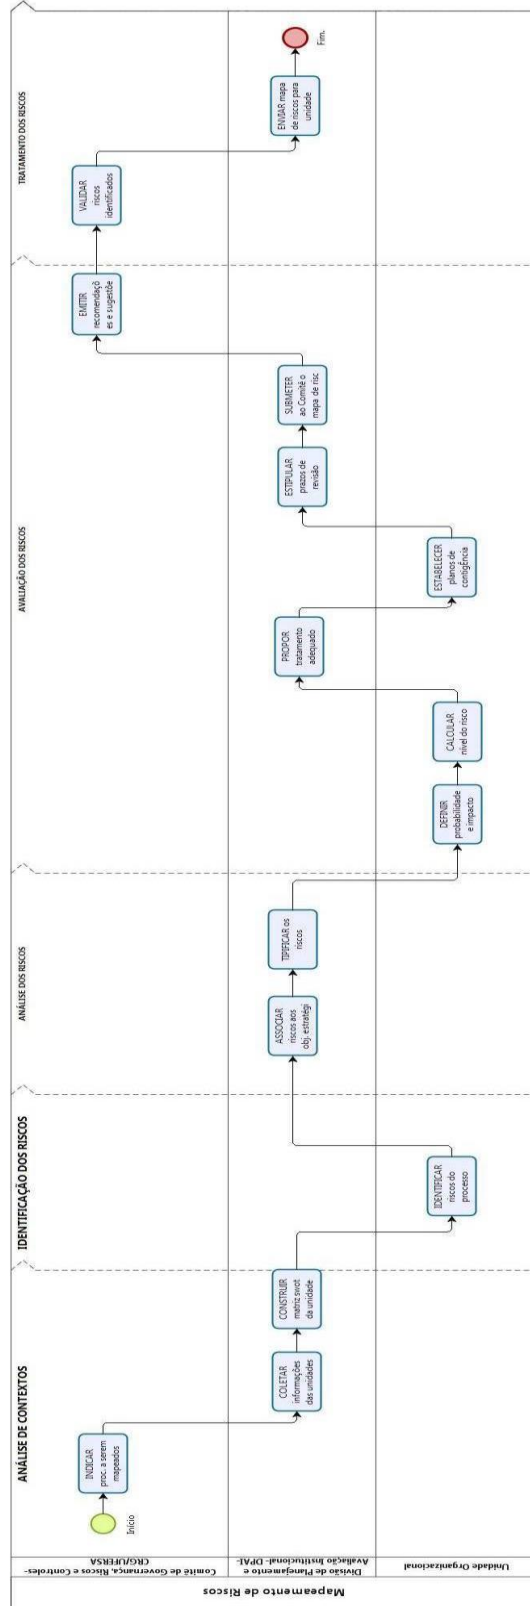 Mapeamento de Riscos
Comitê de Governança, Riscos e Controles-
CRG/UFERSA
Divisão de Planejamento e
Avaliação Institucional- DPAI-
Unidade Organizacional
ANÁLISE DE CONTEXTOS
Início
INDICAR
proc. a serem
mapeados
COLETAR
informações
das unidades
CONSTRUIR
matriz swot
da unidade
IDENTIFICAÇÃO DOS RISCOS
IDENTIFICAR
riscos do
processo
ANÁLISE DOS RISCOS
ASSOCIAR
riscos aos
obj. estratégi
TIPIFICAR os
riscos
AVALIAÇÃO DOS RISCOS
DEFINIR
probabilidade
e impacto
CALCULAR
nível do risco
PROPOR
tratamento
adequado
ESTABELECER
planos de
contigência
ESTIPULAR
prazos de
revisão
SUBMETER
ao Comitê o
mapa de risc
EMITIR
recomendaçõ
es e sugestõe
TRATAMENTO DOS RISCOS
VALIDAR
riscos
identificados
ENVIAR mapa
de riscos para
unidade
Fim.